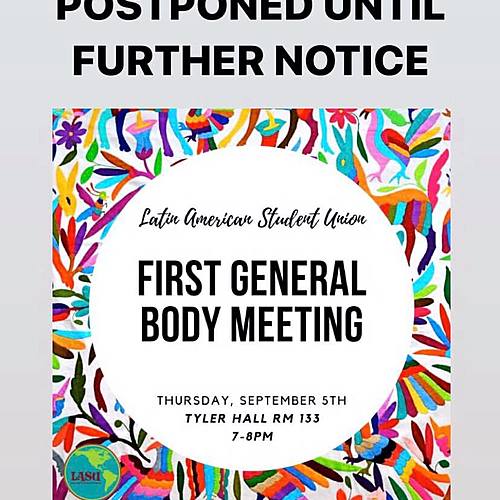 POSTPONED UNTIL
FURTHER NOTICE
Latin American Student Union
FIRST GENERAL
BODY MEETING
THURSDAY, SEPTEMBER 5TH
TYLER HALL RM 133
7-8PM
LASU